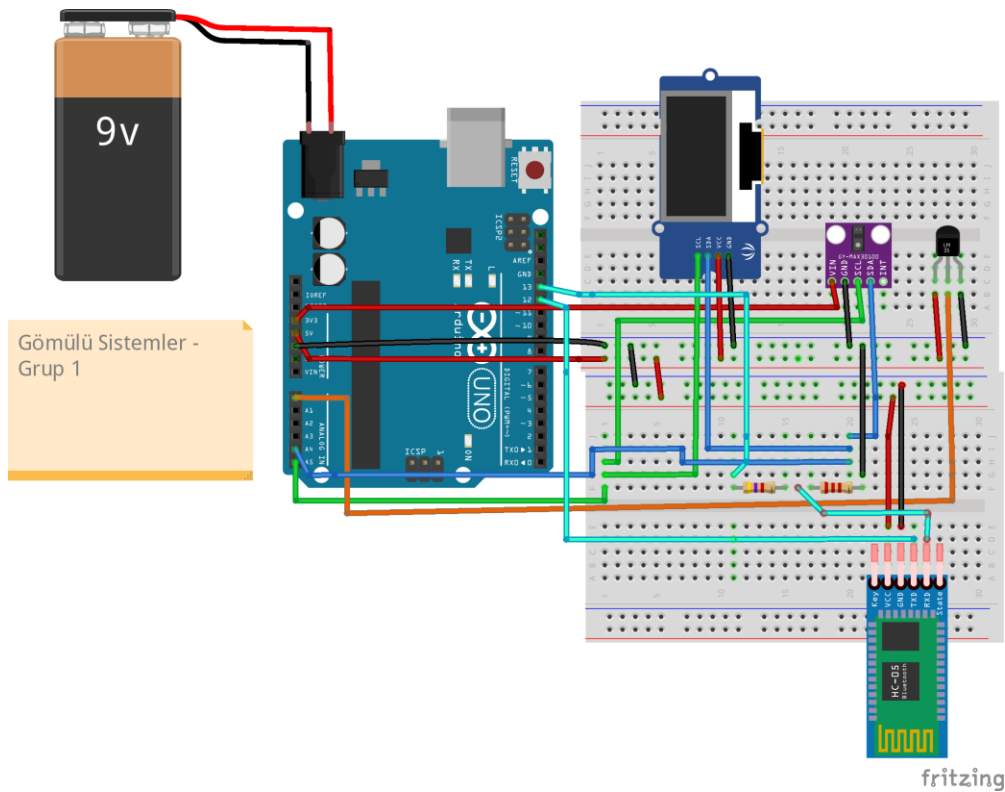 9v
Gömülü Sistemler -
Grup 1
RESET
ICSP2
AREF
GND
13
12
~11
~10
~9
8
7
~6
~5
4
~3
2
TX0 ▶ 1
RX0 ◀ 0
DIGITAL (PWM=~)
IOREF
3V3
5V
VIN
POWER
A1
A2
A3
A4
A5
ANALOG IN
TX
RX
L
Arduino
UNO
ICSP
ON
SCL
SDA
VCC
GND
GY-MAX30100
VIN
GND
SCL
SDA
INT
LM
35
Key
VCC
GND
TXD
RXD
State
HC-05
Bluetooth
fritzing